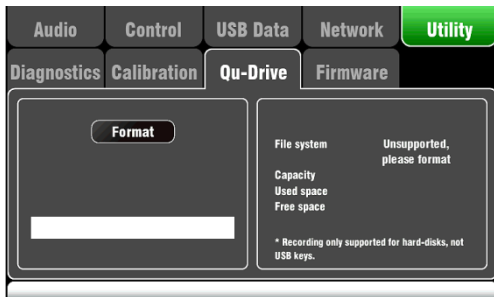 Audio Control USB Data Network Utility
Diagnostics Calibration Qu-Drive Firmware
Format
File system Unsupported,
please format
Capacity
Used space
Free space
* Recording only supported for hard-disks, not
USB keys.